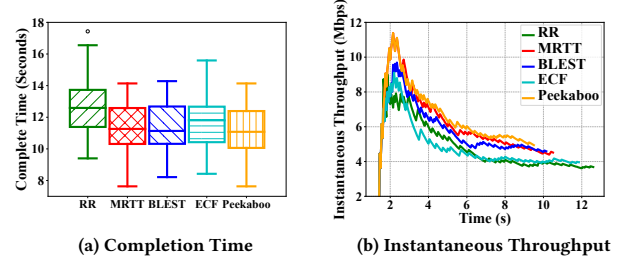 Complete Time (Seconds)
18
16
14
12
10
8
RR MRTT BLEST ECF Peekaboo
(a) Completion Time
Instantaneous Throughput (Mbps)
12
10
8
6
4
2
0
2 4 6 8 10 12
Time (s)
RR
MRTT
BLEST
ECF
Peekaboo
(b) Instantaneous Throughput